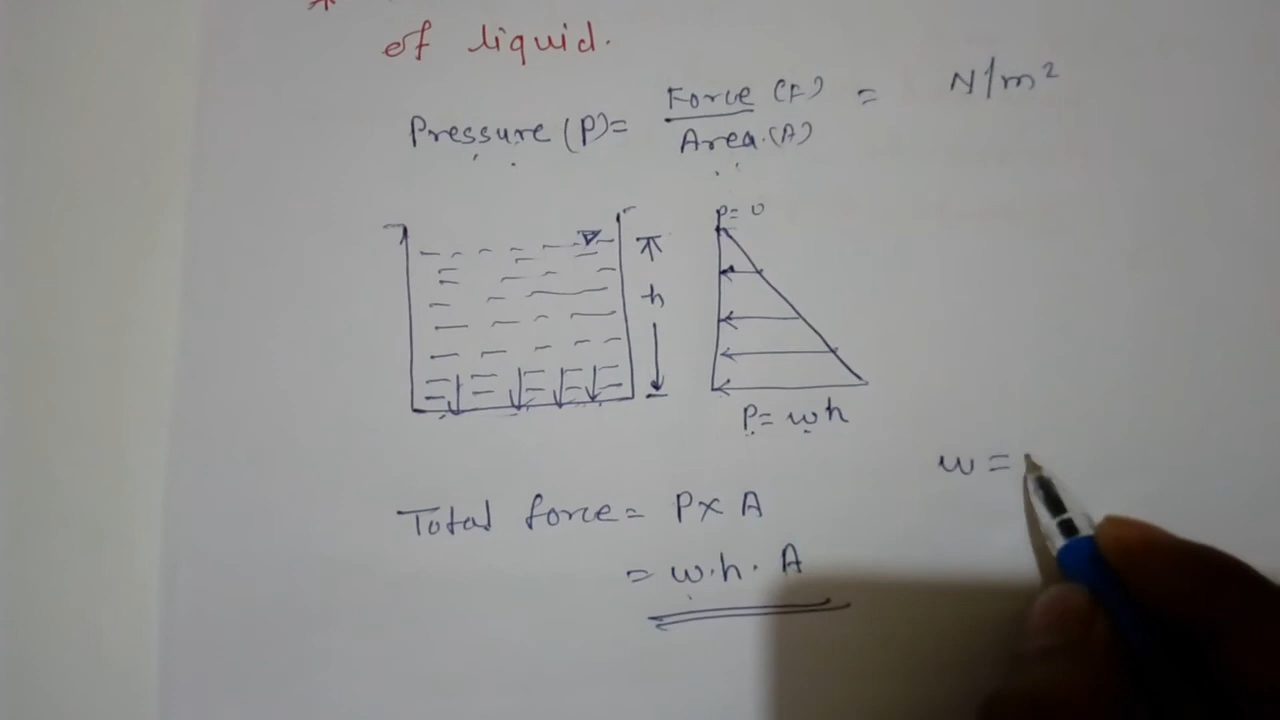 of liquid.
Pressure (P) = Force (F) / Area (A) = N/m²
P= 0
h
P= wh
w =
Total force = P x A
= w.h. A